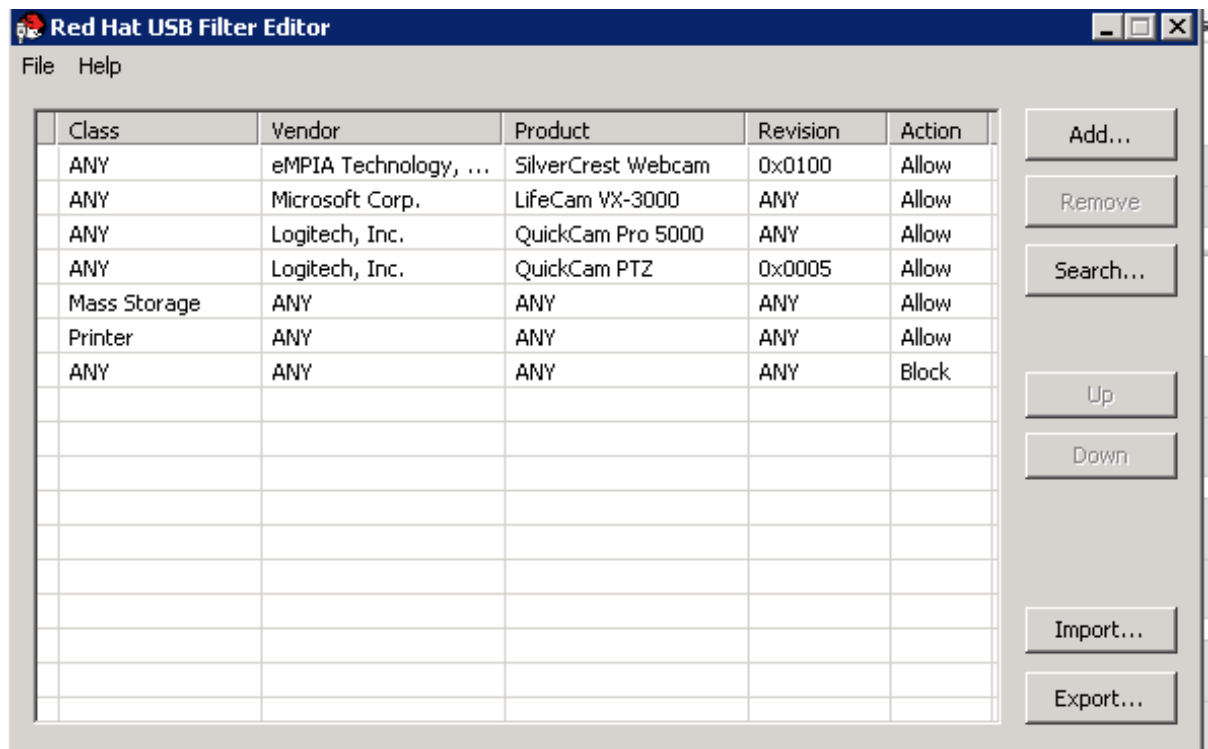 Red Hat USB Filter Editor
File Help
Class Vendor Product Revision Action
ANY eMPIA Technology, ... SilverCrest Webcam 0x0100 Allow
ANY Microsoft Corp. LifeCam VX-3000 ANY Allow
ANY Logitech, Inc. QuickCam Pro 5000 ANY Allow
ANY Logitech, Inc. QuickCam PTZ 0x0005 Allow
Mass Storage ANY ANY ANY Allow
Printer ANY ANY ANY Allow
ANY ANY ANY ANY Block
Add...
Remove
Search...
Up
Down
Import...
Export...